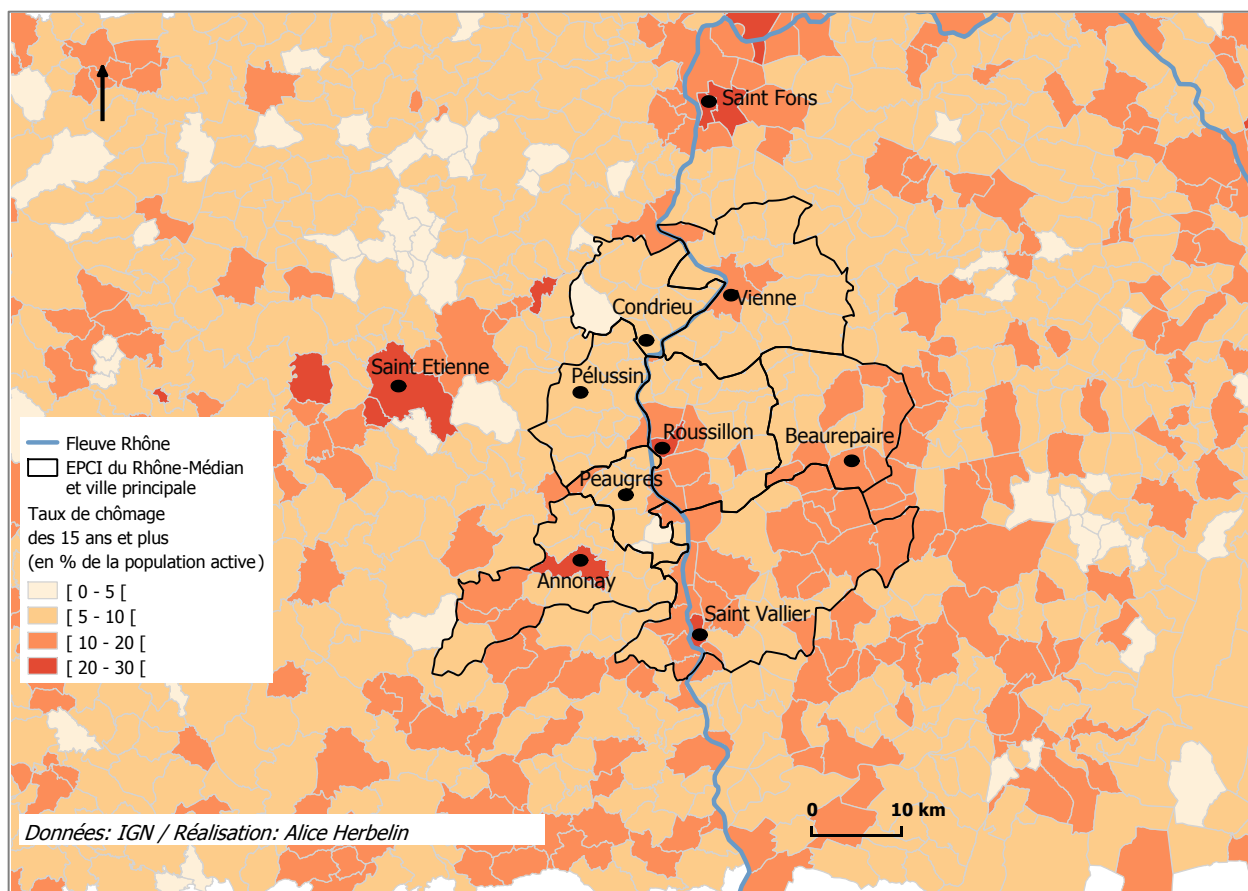 Saint Fons
Vienne
Condrieu
Saint Etienne
Pélussin
Roussillon
Beaurepaire
Peaugres
Annonay
Saint Vallier
Fleuve Rhône
EPCI du Rhône-Médian
et ville principale
Taux de chômage
des 15 ans et plus
(en % de la population active)
[ 0 - 5 [
[ 5 - 10 [
[ 10 - 20 [
[ 20 - 30 [
0 10 km
Données: IGN / Réalisation: Alice Herbelin